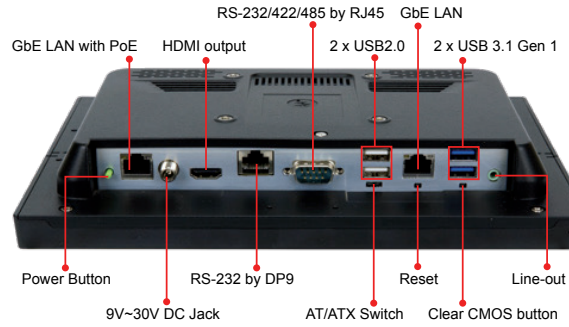 RS-232/422/485 by RJ45 GbE LAN
GbE LAN with PoE HDMI output 2 x USB2.0 2 x USB 3.1 Gen 1
Power Button RS-232 by DP9 Reset Line-out
9V~30V DC Jack AT/ATX Switch Clear CMOS button